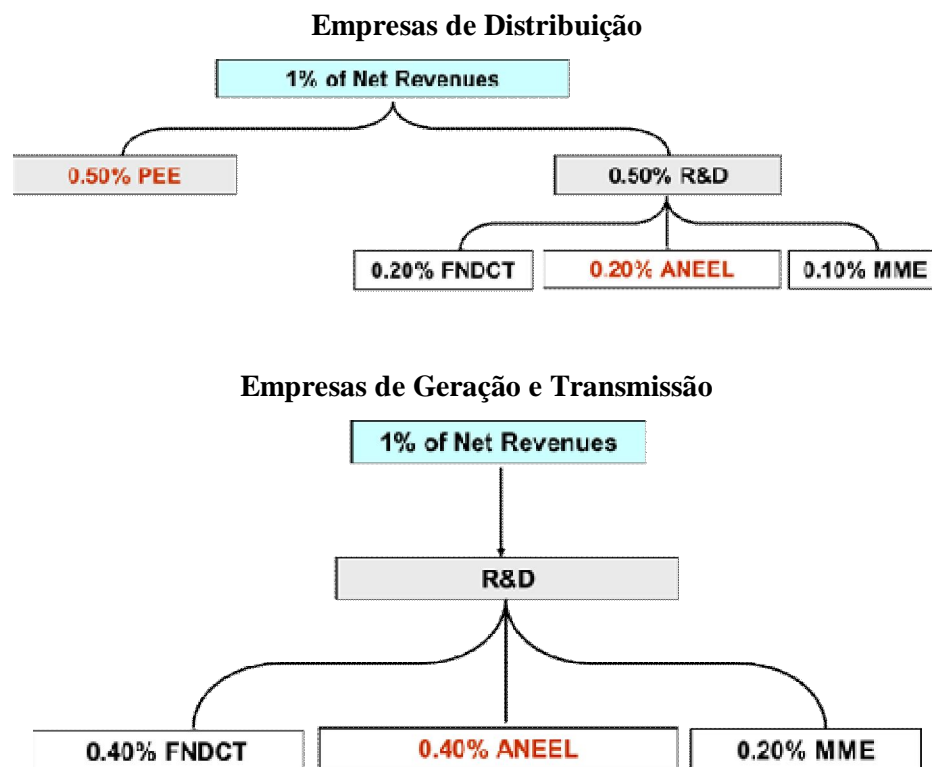 Empresas de Distribuição
1% of Net Revenues
0.50% PEE
0.50% R&D
0.20% FNDCT
0.20% ANEEL
0.10% MME
Empresas de Geração e Transmissão
1% of Net Revenues
R&D
0.40% FNDCT
0.40% ANEEL
0.20% MME